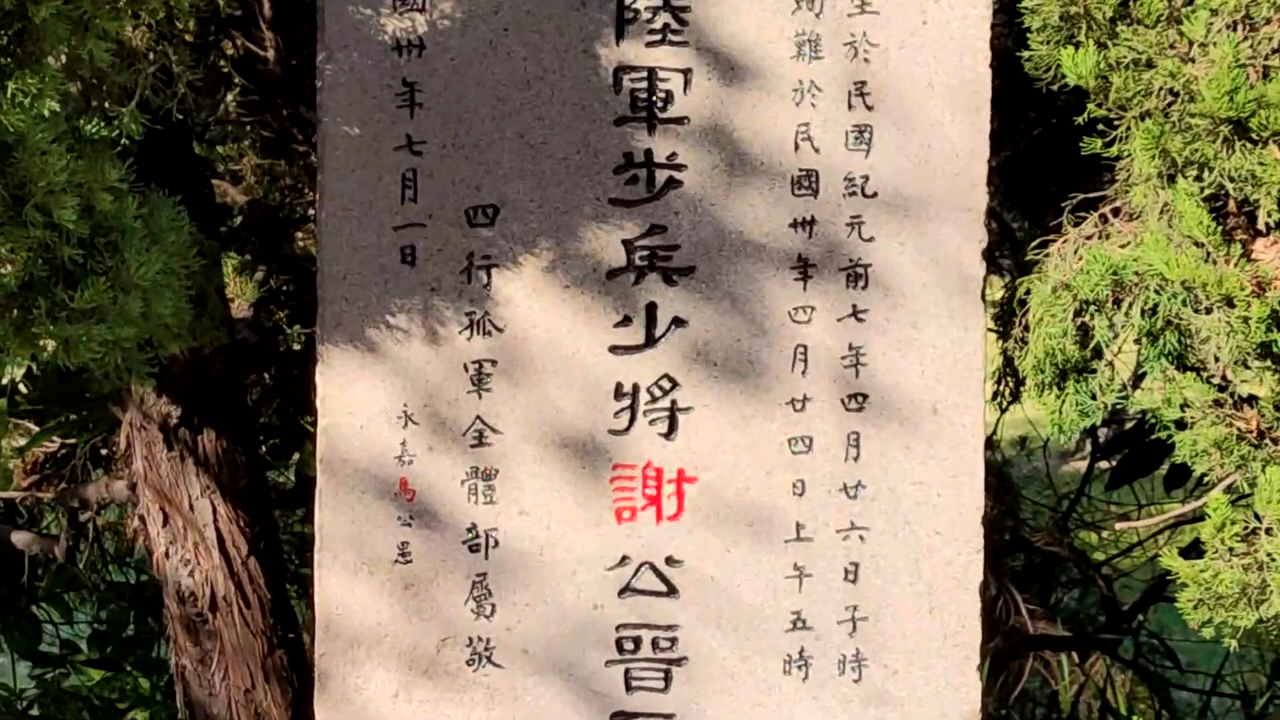 生於民國紀元前七年四月廿六日子時
殉難於民國卅年四月廿四日上午五時
陸軍步兵少將謝公晉
四行孤軍全體部屬敬
國卅年七月一日
永嘉馬公愚